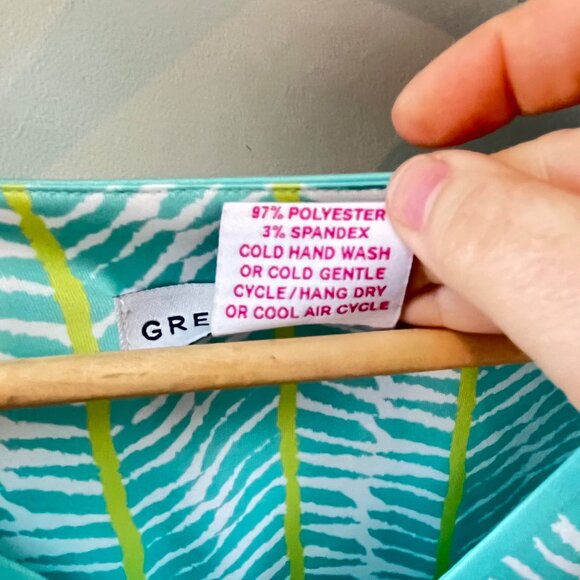 97% POLYESTER
3% SPANDEX
COLD HAND WASH
OR COLD GENTLE
CYCLE/HANG DRY
OR COOL AIR CYCLE
GRE